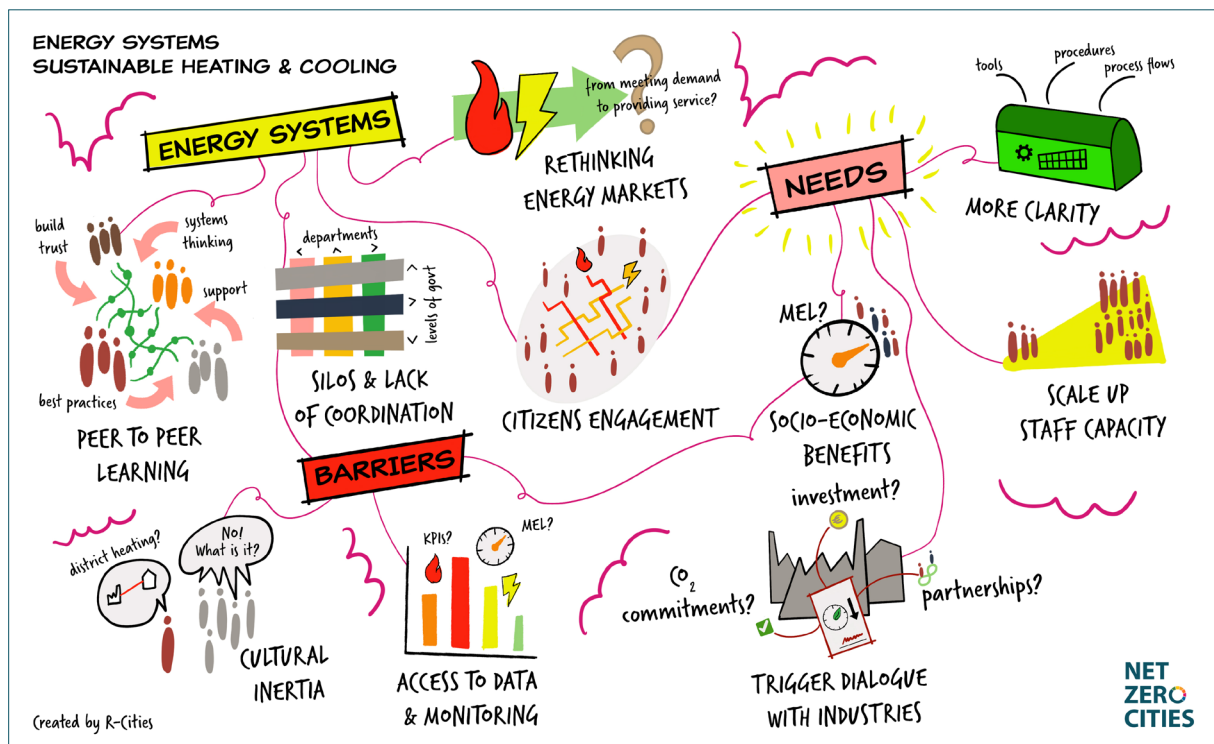 ENERGY SYSTEMS
SUSTAINABLE HEATING & COOLING
ENERGY SYSTEMS
from meeting demand
to providing service?
RETHINKING
ENERGY MARKETS
NEEDS
tools
procedures
process flows
MORE CLARITY
build
trust
systems
thinking
support
best practices
PEER TO PEER
LEARNING
< departments >
< levels of govt >
SILOS & LACK
OF COORDINATION
CITIZENS ENGAGEMENT
MEL?
SOCIO-ECONOMIC
BENEFITS
SCALE UP
STAFF CAPACITY
BARRIERS
district heating?
No!
What is it?
CULTURAL
INERTIA
KPIs?
MEL?
ACCESS TO DATA
& MONITORING
investment?
€
CO2
commitments?
partnerships?
TRIGGER DIALOGUE
WITH INDUSTRIES
Created by R-Cities
NET
ZERO
CITIES